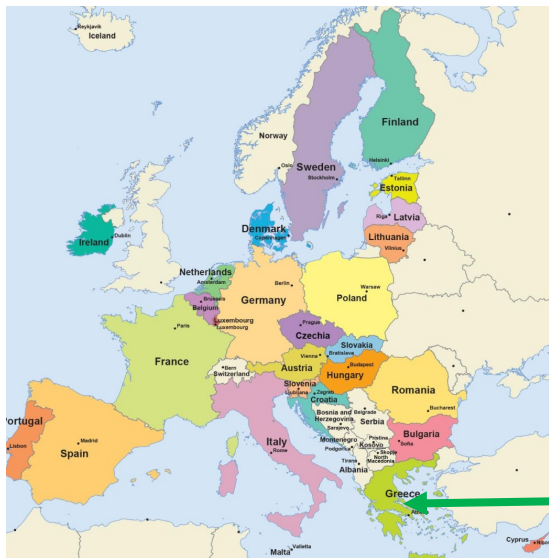 Reykjavik
Iceland
Finland
Norway
Sweden
Oslo
Helsinki
Stockholm
Tallinn
Estonia
Riga
Latvia
Denmark
Copenhagen
Lithuania
Vilnius
Dublin
Ireland
Netherlands
Amsterdam
Berlin
Warsaw
Germany
Poland
Brussels
Belgium
Luxembourg
Luxembourg
Prague
Czechia
Paris
Slovakia
Vienna
Bratislava
France
Austria
Budapest
Hungary
Bern
Switzerland
Slovenia
Ljubljana
Zagreb
Croatia
Romania
Bucharest
Bosnia and
Herzegovina
Belgrade
Sarajevo
Serbia
Portugal
Lisbon
Madrid
Spain
Italy
Rome
Montenegro
Podgorica
Pristina
Kosovo
Bulgaria
Sofia
Skopje
North
Macedonia
Tirana
Albania
Greece
Valletta
Malta
Cyprus